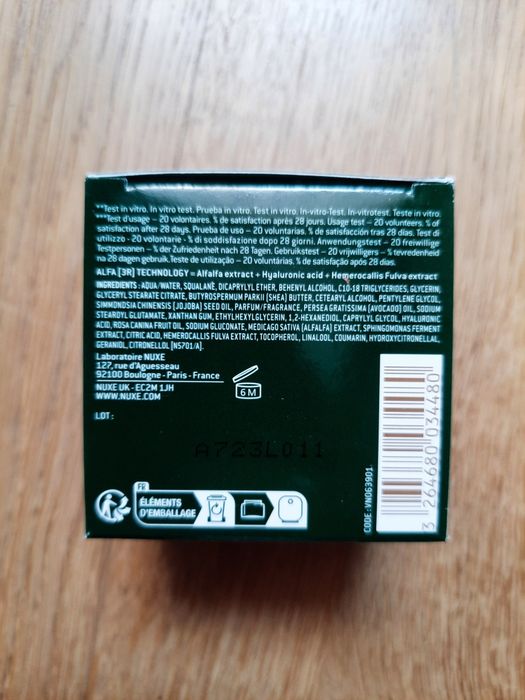 **Test in vitro. In vitro test. Prueba in vitro. Test in vitro. In-vitro-Test. In-vitrotest. Teste in vitro.
***Test d'usage – 20 volontaires. % de satisfaction après 28 jours. Usage test – 20 volunteers. % of
satisfaction after 28 days. Prueba de uso – 20 voluntarias. % de satisfacción tras 28 días. Test di
utilizzo - 20 volontarie - % di soddisfazione dopo 28 giorni. Anwendungstest – 20 freiwillige
Testpersonen – % der Zufriedenheit nach 28 Tagen. Gebruikstest – 20 vrijwilligers – % tevredenheid
na 28 dagen gebruik. Teste de utilização – 20 voluntárias, % de satisfação após 28 dias.
ALFA [3R] TECHNOLOGY = Alfalfa extract + Hyaluronic acid + Hemerocallis Fulva extract
INGREDIENTS : AQUA/WATER, SQUALANE, DICAPRYLYL ETHER, BEHENYL ALCOHOL, C10-18 TRIGLYCERIDES, GLYCERIN,
GLYCERYL STEARATE CITRATE, BUTYROSPERMUM PARKII (SHEA) BUTTER, CETEARYL ALCOHOL, PENTYLENE GLYCOL,
SIMMONDSIA CHINENSIS (JOJOBA) SEED OIL, PARFUM/FRAGRANCE, PERSEA GRATISSIMA (AVOCADO) OIL, SODIUM
STEAROYL GLUTAMATE, XANTHAN GUM, ETHYLHEXYLGLYCERIN, 1,2-HEXANEDIOL, CAPRYLYL GLYCOL, HYALURONIC
ACID, ROSA CANINA FRUIT OIL, SODIUM GLUCONATE, MEDICAGO SATIVA (ALFALFA) EXTRACT, SPHINGOMONAS FERMENT
EXTRACT, CITRIC ACID, HEMEROCALLIS FULVA EXTRACT, TOCOPHEROL, LINALOOL, COUMARIN, HYDROXYCITRONELLAL,
GERANIOL, CITRONELLOL [N5701/A].
Laboratoire NUXE
127, rue d'Aguesseau
92100 Boulogne - Paris - France
NUXE UK - EC2M 1JH
WWW.NUXE.COM
6 M
LOT :
A723L011
FR
ÉLÉMENTS
D'EMBALLAGE
CODE : VN063901
3 264680 034480